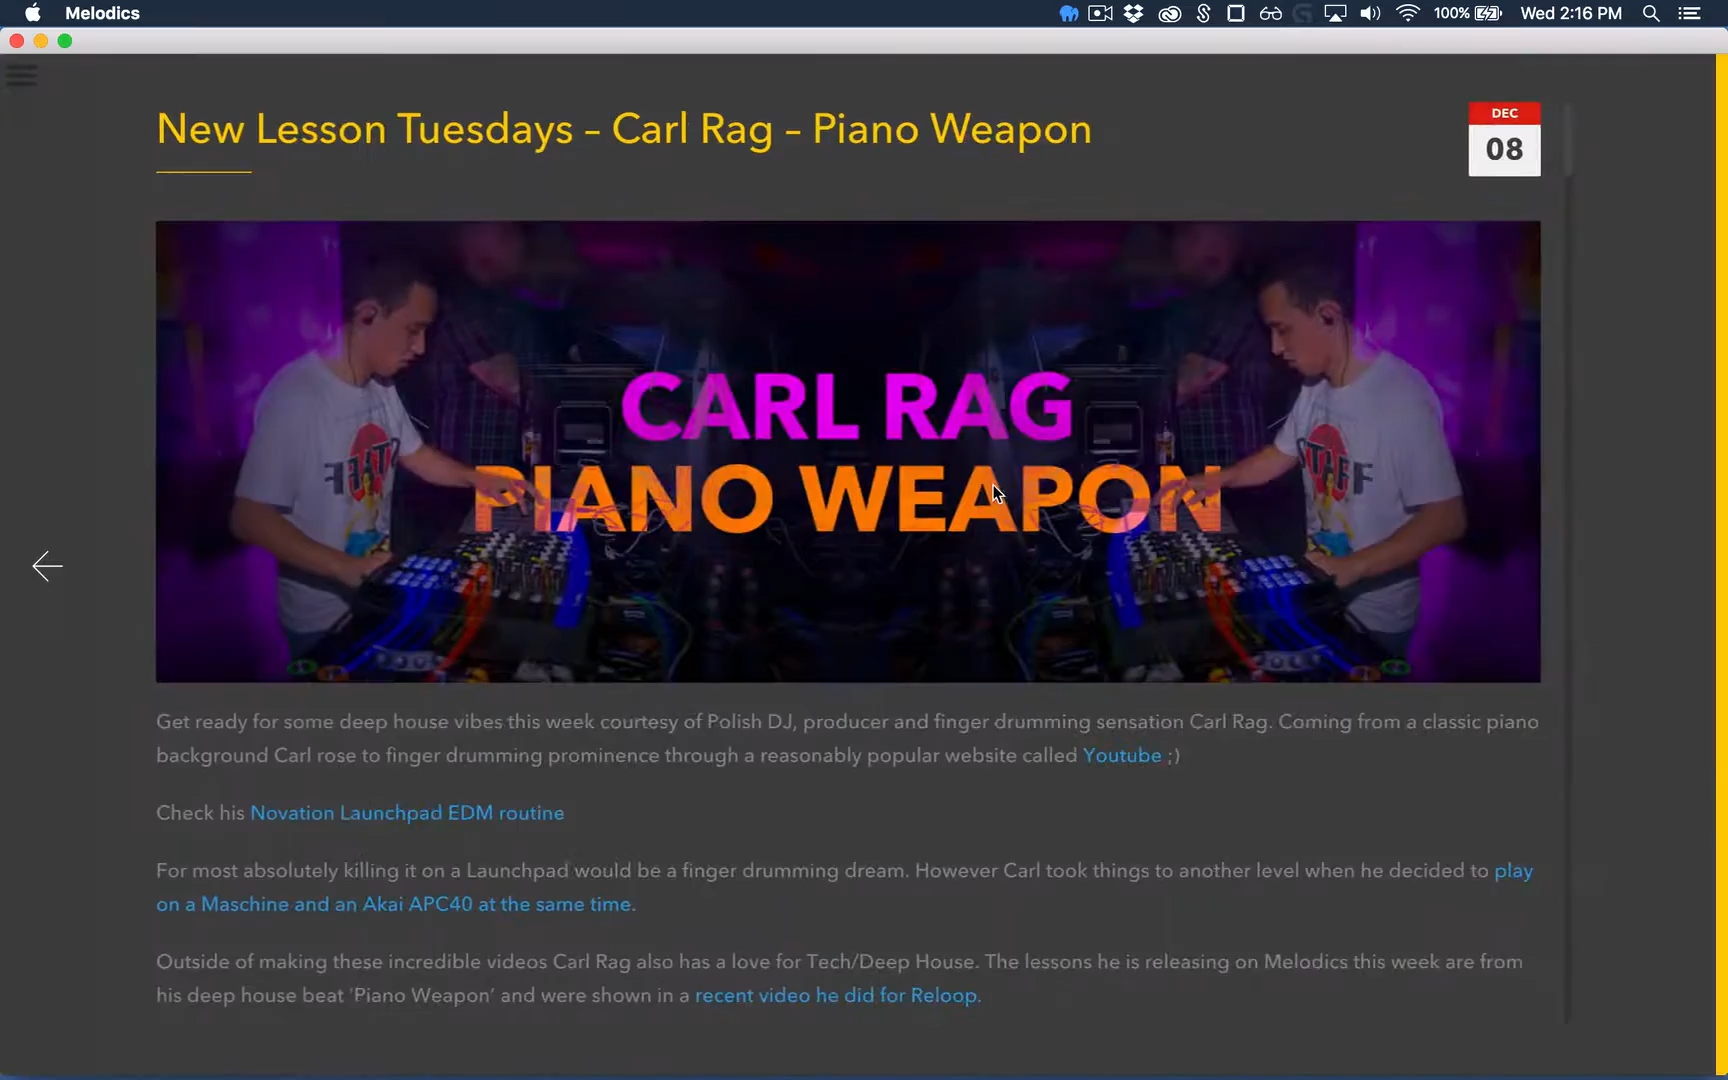 Melodics
100%
Wed 2:16 PM
New Lesson Tuesdays – Carl Rag – Piano Weapon
DEC
08
CARL RAG
PIANO WEAPON
Get ready for some deep house vibes this week courtesy of Polish DJ, producer and finger drumming sensation Carl Rag. Coming from a classic piano
background Carl rose to finger drumming prominence through a reasonably popular website called Youtube ;)
Check his Novation Launchpad EDM routine
For most absolutely killing it on a Launchpad would be a finger drumming dream. However Carl took things to another level when he decided to play
on a Maschine and an Akai APC40 at the same time.
Outside of making these incredible videos Carl Rag also has a love for Tech/Deep House. The lessons he is releasing on Melodics this week are from
his deep house beat 'Piano Weapon' and were shown in a recent video he did for Reloop.